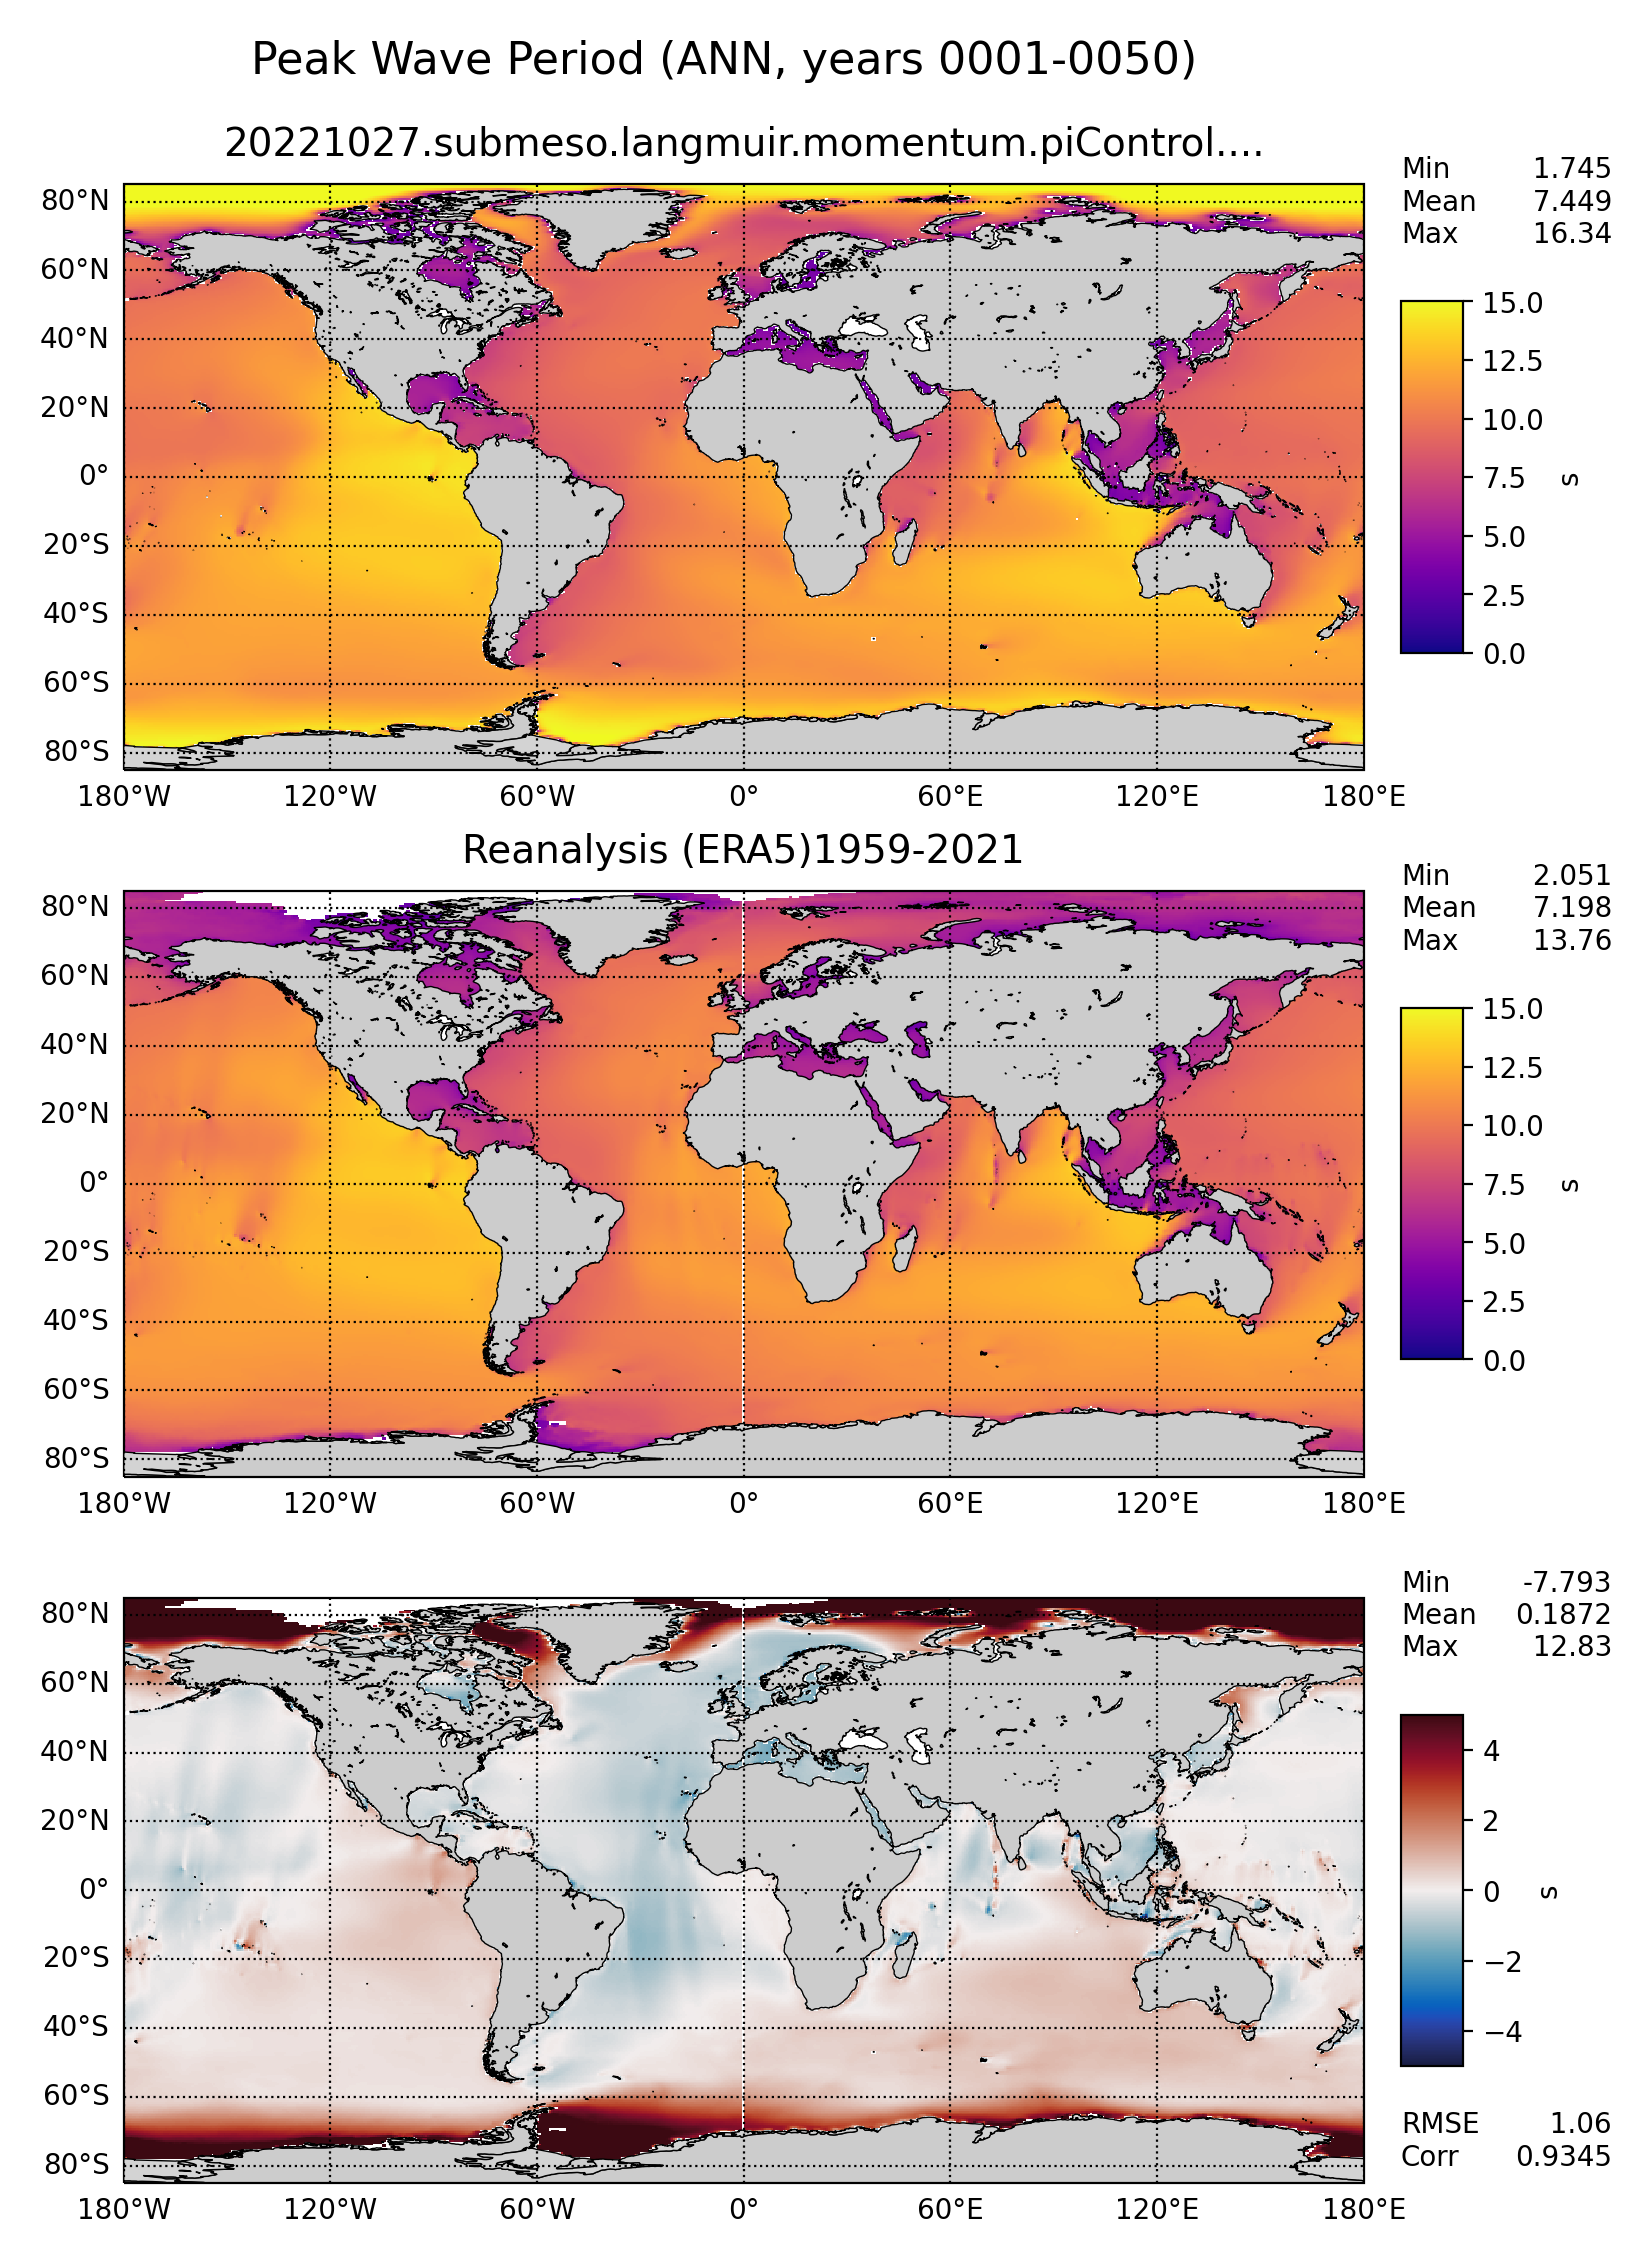 Peak Wave Period (ANN, years 0001-0050)
20221027.submeso.langmuir.momentum.piControl....
Min 1.745
Mean 7.449
Max 16.34
80°N
60°N
40°N
20°N
0°
20°S
40°S
60°S
80°S
180°W 120°W 60°W 0° 60°E 120°E 180°E
15.0
12.5
10.0
7.5
5.0
2.5
0.0
s
Reanalysis (ERA5)1959-2021
Min 2.051
Mean 7.198
Max 13.76
80°N
60°N
40°N
20°N
0°
20°S
40°S
60°S
80°S
180°W 120°W 60°W 0° 60°E 120°E 180°E
15.0
12.5
10.0
7.5
5.0
2.5
0.0
s
Min -7.793
Mean 0.1872
Max 12.83
80°N
60°N
40°N
20°N
0°
20°S
40°S
60°S
80°S
180°W 120°W 60°W 0° 60°E 120°E 180°E
4
2
0
−2
−4
s
RMSE 1.06
Corr 0.9345